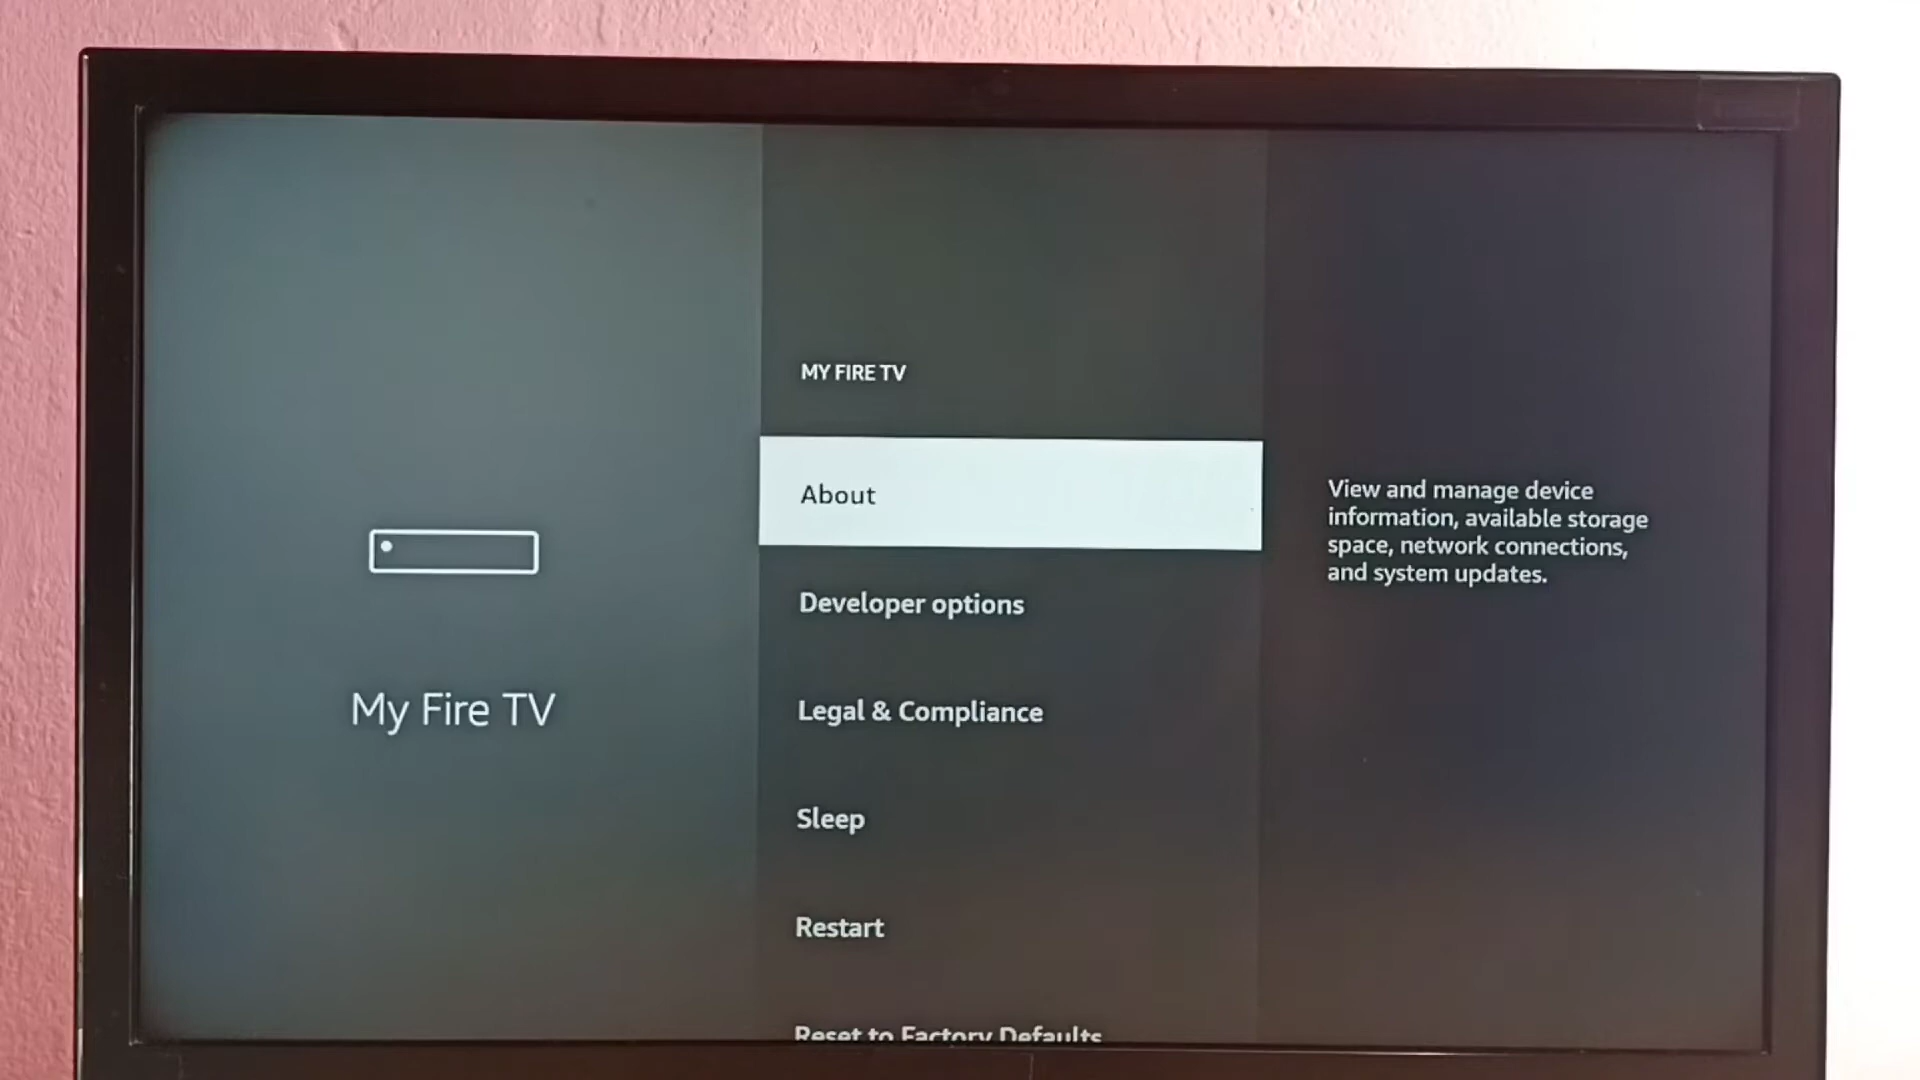 MY FIRE TV
About
View and manage device
information, available storage
space, network connections,
and system updates.
Developer options
My Fire TV
Legal & Compliance
Sleep
Restart
Reset to Factory Defaults